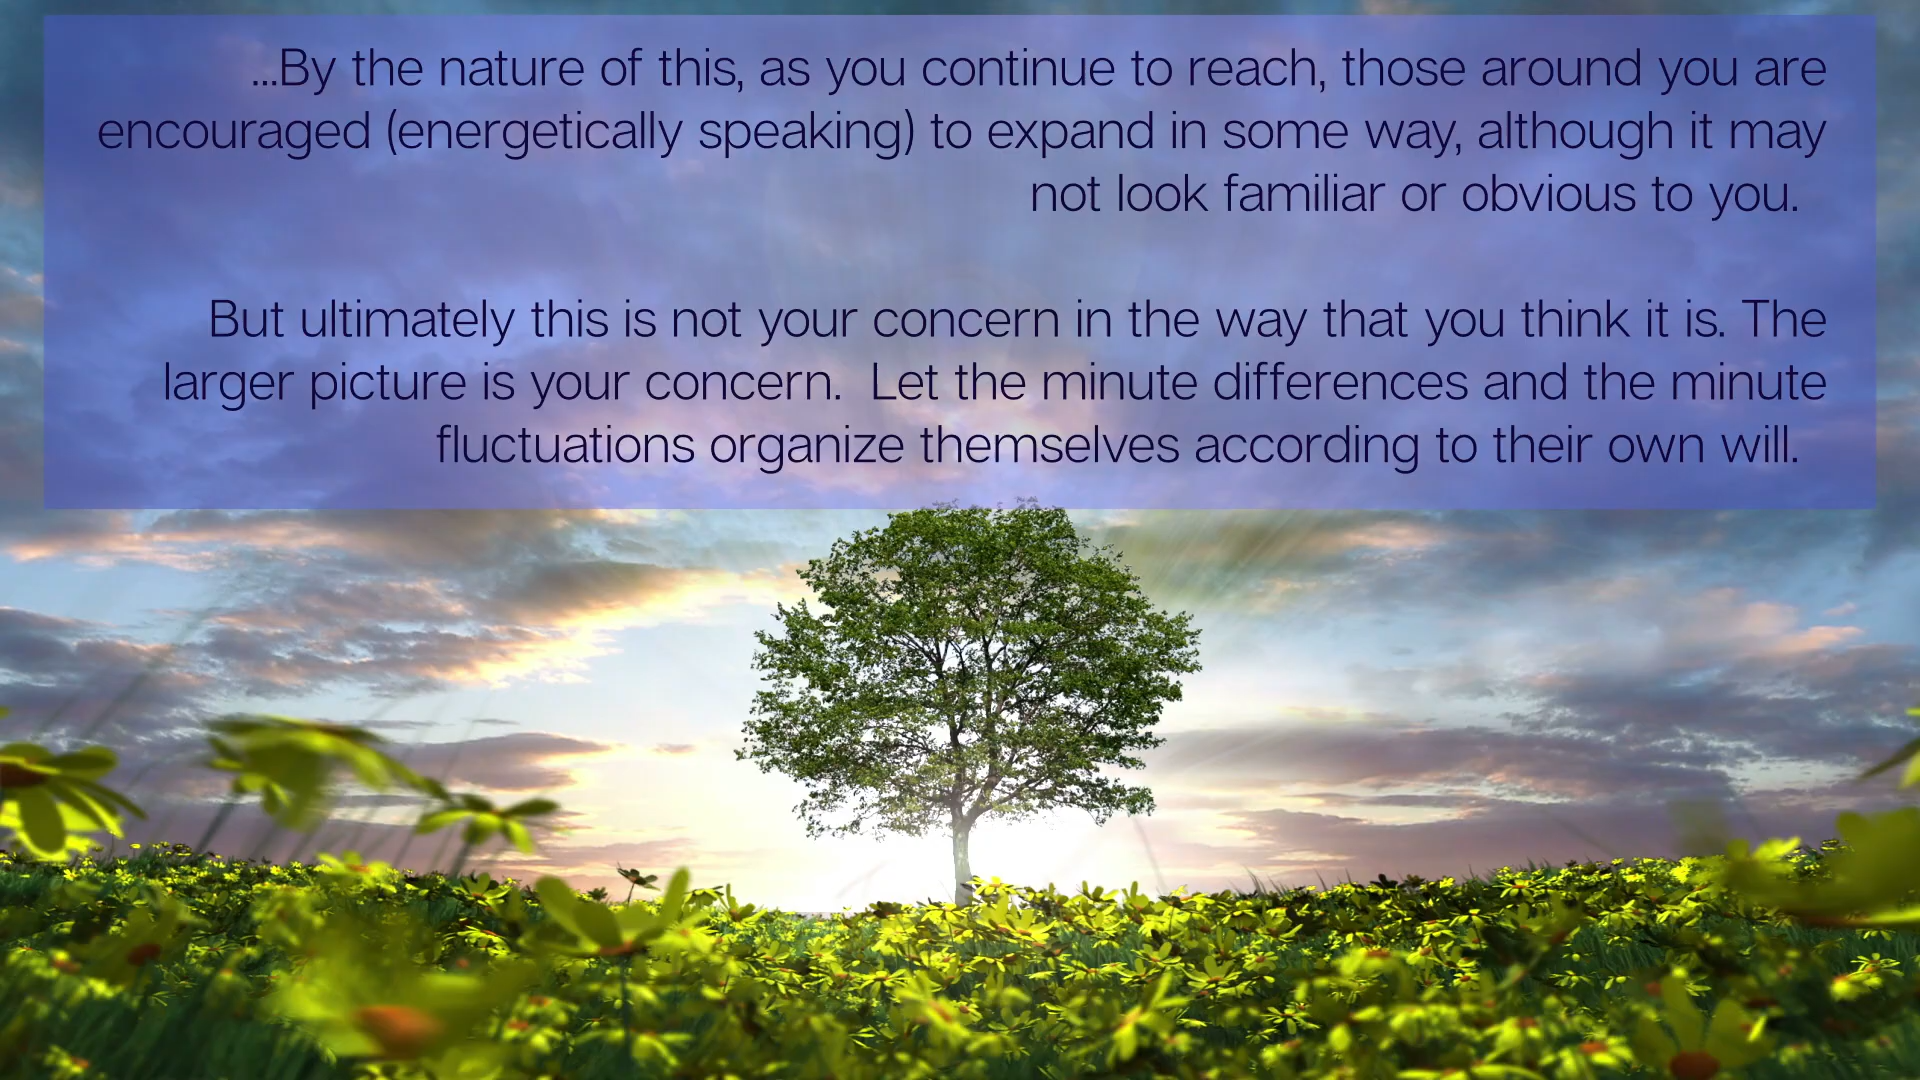 ...By the nature of this, as you continue to reach, those around you are
encouraged (energetically speaking) to expand in some way, although it may
not look familiar or obvious to you.
But ultimately this is not your concern in the way that you think it is. The
larger picture is your concern.  Let the minute differences and the minute
fluctuations organize themselves according to their own will.